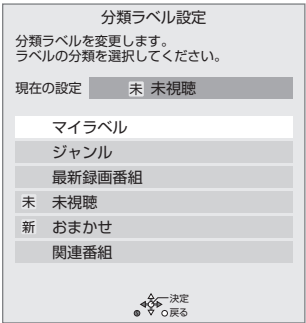 分類ラベル設定
分類ラベルを変更します。
ラベルの分類を選択してください。
現在の設定 未 未視聴
マイラベル
ジャンル
最新録画番組
未 未視聴
新 おまかせ
関連番組
決定
戻る